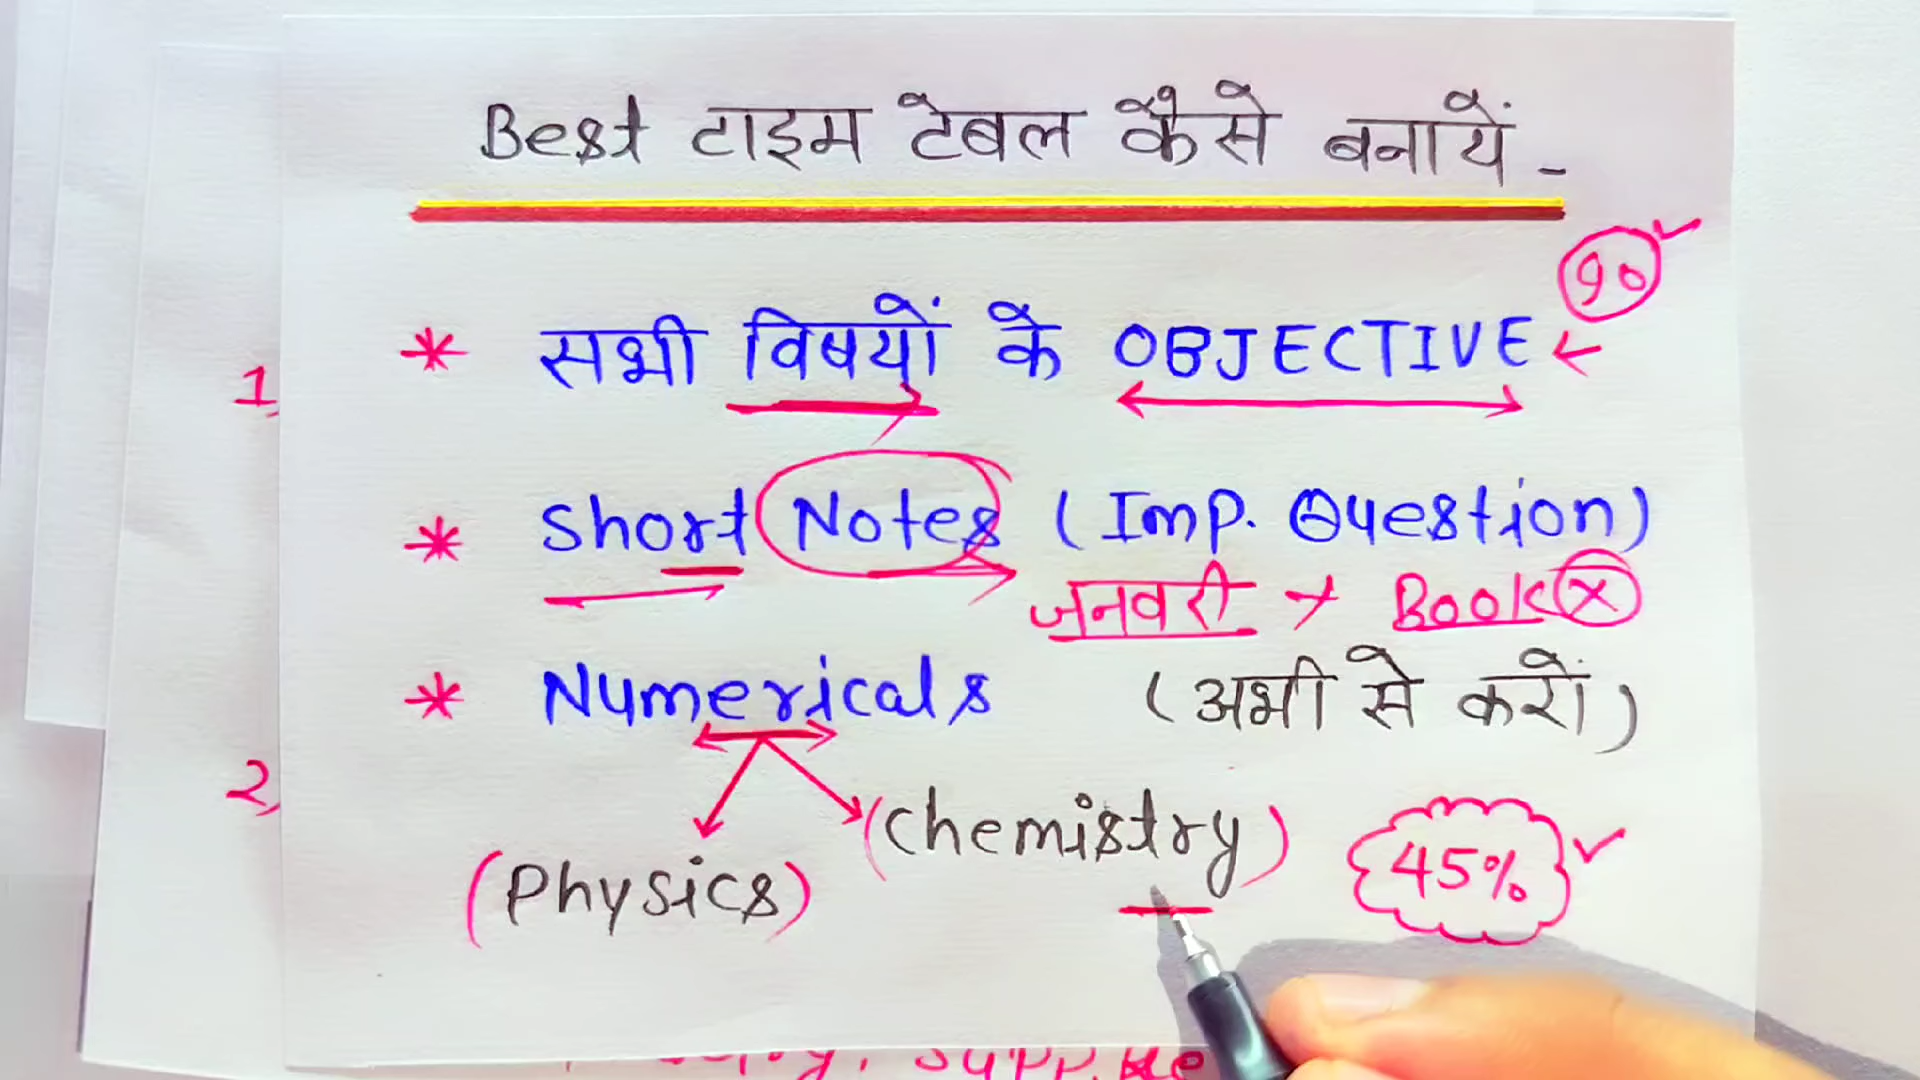 Best टाइम टेबल कैसे बनायें -
90
* सभी विषयों के OBJECTIVE
1,
* Short Notes (Imp. Question)
जनवरी → Book X
* Numericals (अभी से करों)
2,
(Physics) (Chemistry) 45%